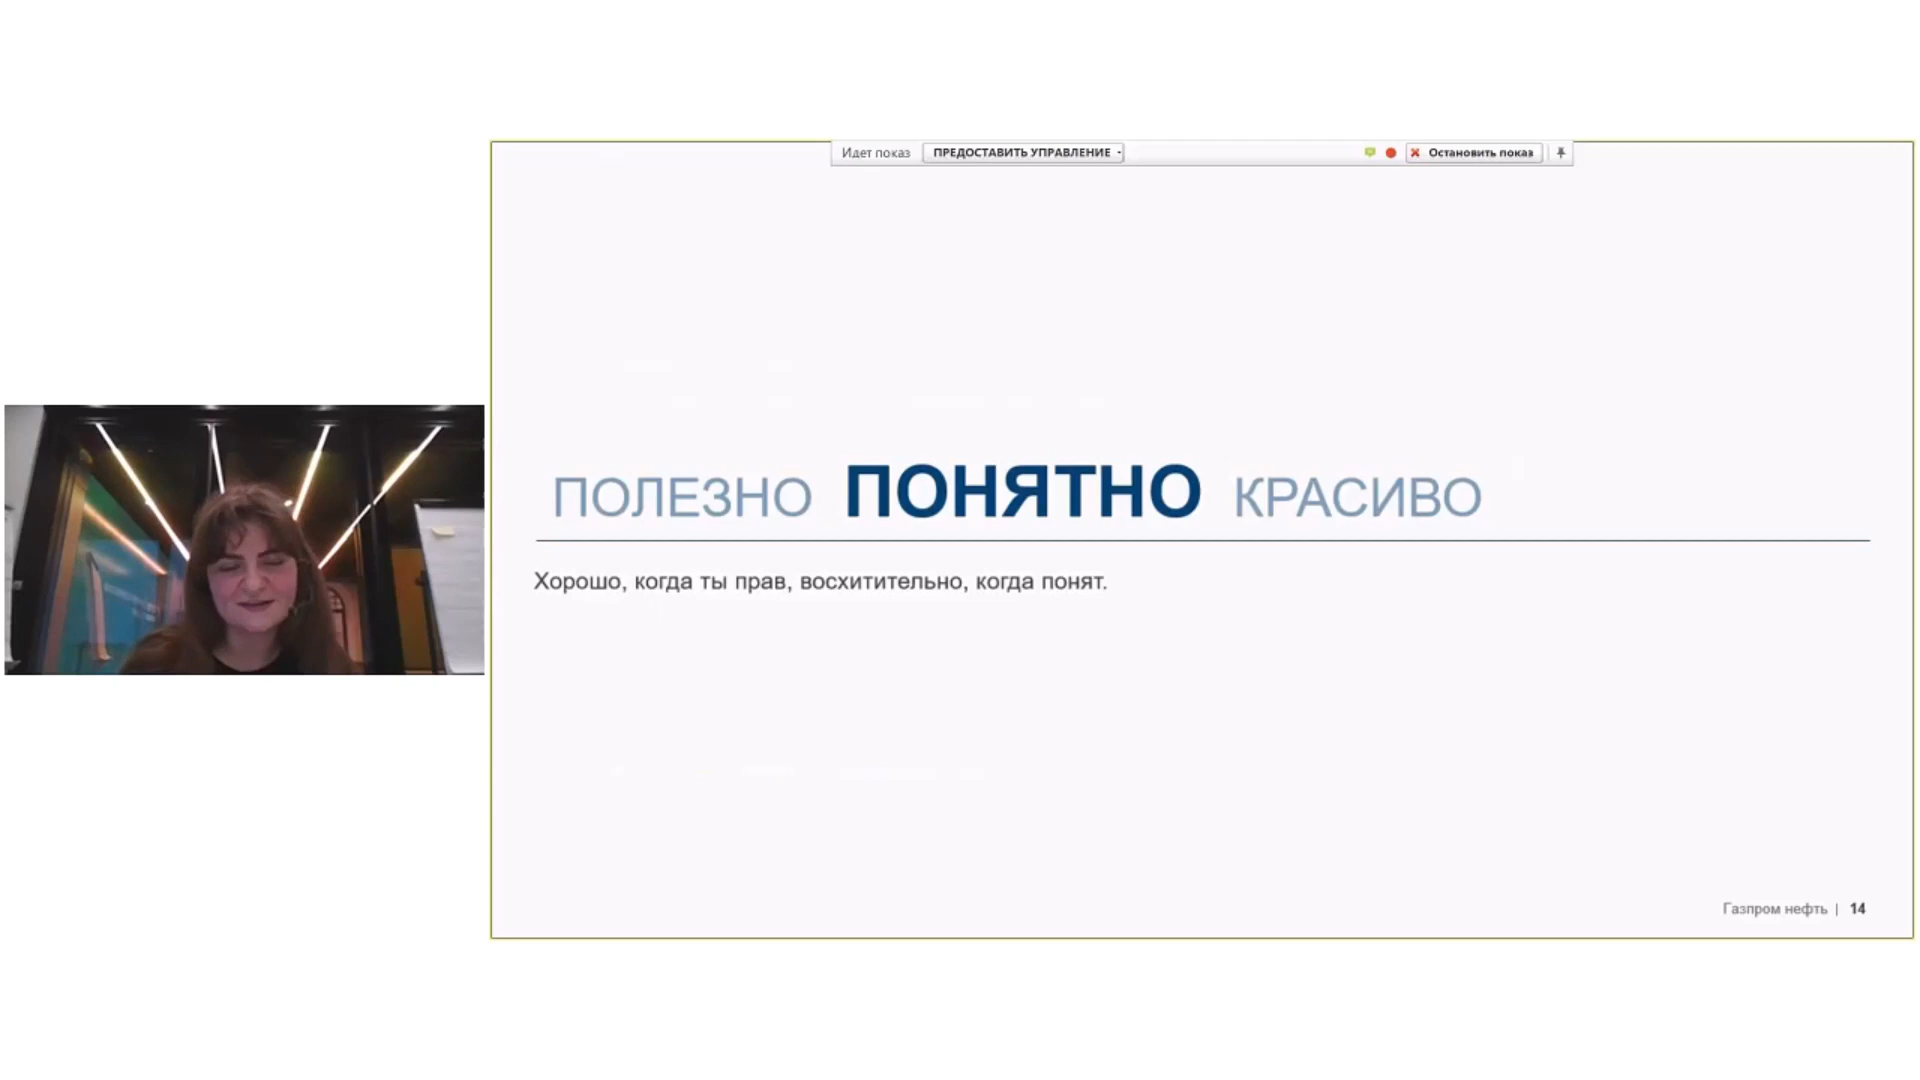 Идет показ ПРЕДОСТАВИТЬ УПРАВЛЕНИЕ Остановить показ
ПОЛЕЗНО ПОНЯТНО КРАСИВО
Хорошо, когда ты прав, восхитительно, когда понят.
Газпром нефть | 14